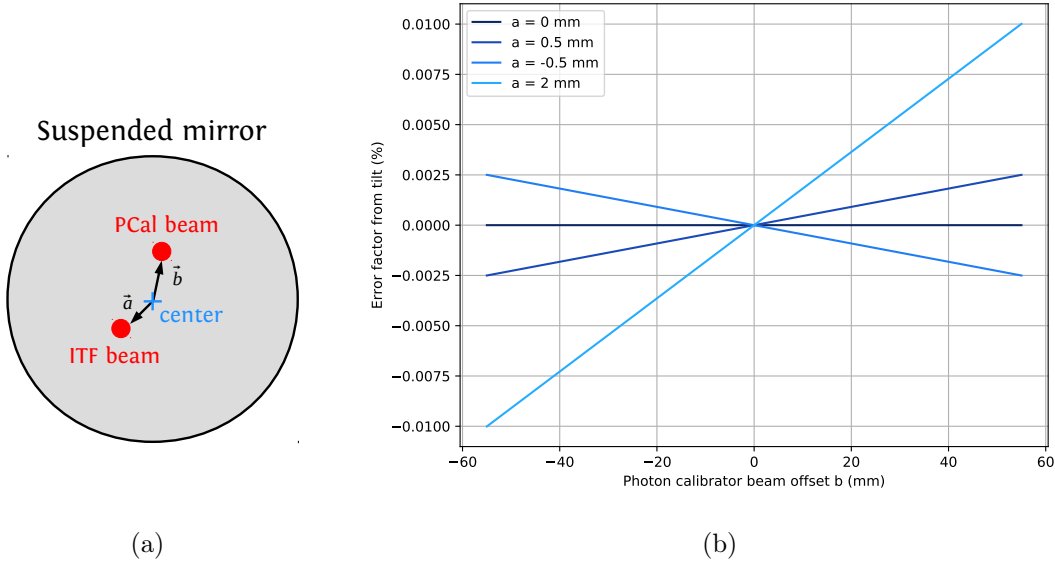 Suspended mirror
PCal beam
b
a
center
ITF beam
(a)
a = 0 mm
a = 0.5 mm
a = -0.5 mm
a = 2 mm
Error factor from tilt (%)
0.0100
0.0075
0.0050
0.0025
0.0000
−0.0025
−0.0050
−0.0075
−0.0100
−60 −40 −20 0 20 40 60
Photon calibrator beam offset b (mm)
(b)